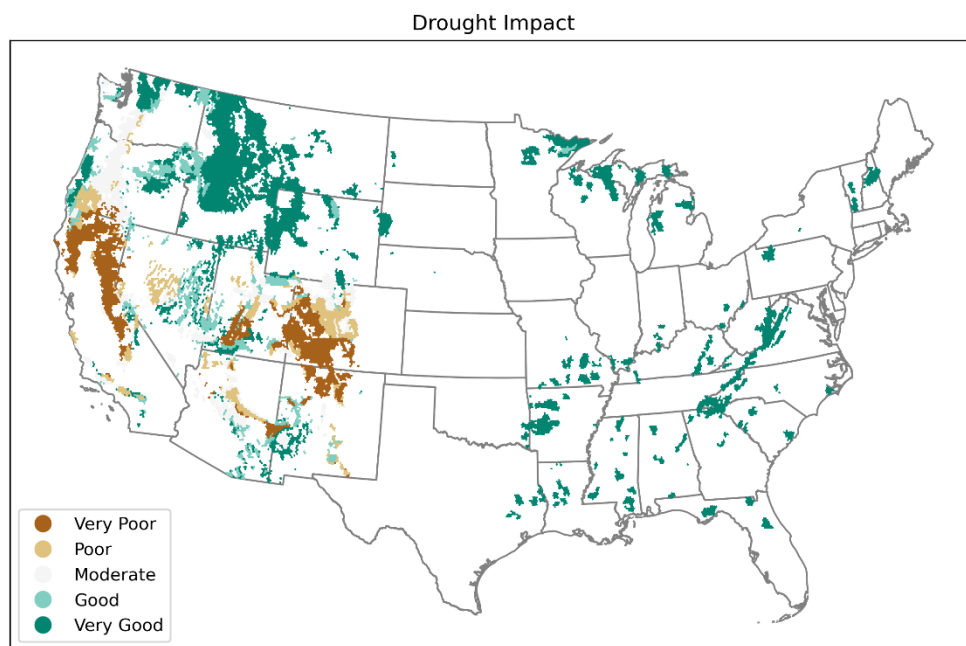 Drought Impact
Very Poor
Poor
Moderate
Good
Very Good